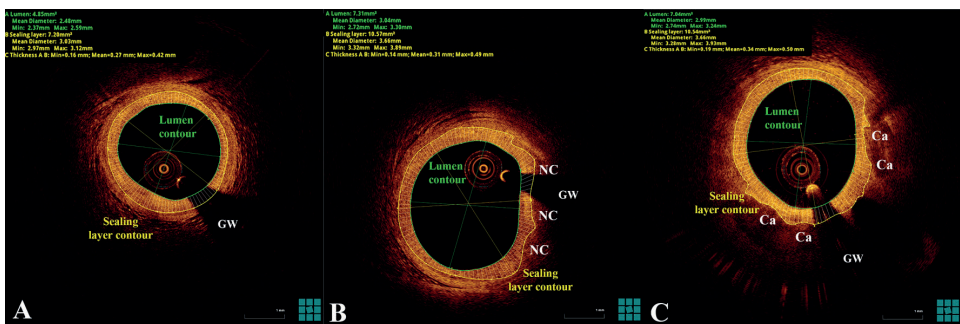 A Lumen: 4.85mm²
Mean Diameter: 2.48mm
Min: 2.37mm Max: 2.59mm
B Sealing layer: 7.20mm²
Mean Diameter: 3.03mm
Min: 2.97mm Max: 3.12mm
C Thickness A B: Min=0.16 mm; Mean=0.27 mm; Max=0.42 mm
Lumen
contour
Sealing
layer contour
GW
A
1 mm
A Lumen: 7.31mm²
Mean Diameter: 3.04mm
Min: 2.72mm Max: 3.30mm
B Sealing layer: 10.57mm²
Mean Diameter: 3.66mm
Min: 3.32mm Max: 3.89mm
C Thickness A B: Min=0.14 mm; Mean=0.31 mm; Max=0.49 mm
Lumen
contour
NC
GW
NC
NC
Sealing
layer contour
B
1 mm
A Lumen: 7.04mm²
Mean Diameter: 2.99mm
Min: 2.74mm Max: 3.24mm
B Sealing layer: 10.54mm²
Mean Diameter: 3.66mm
Min: 3.28mm Max: 3.93mm
C Thickness A B: Min=0.19 mm; Mean=0.34 mm; Max=0.50 mm
Lumen
contour
Ca
Ca
Sealing
layer contour
Ca
Ca
GW
C
1 mm